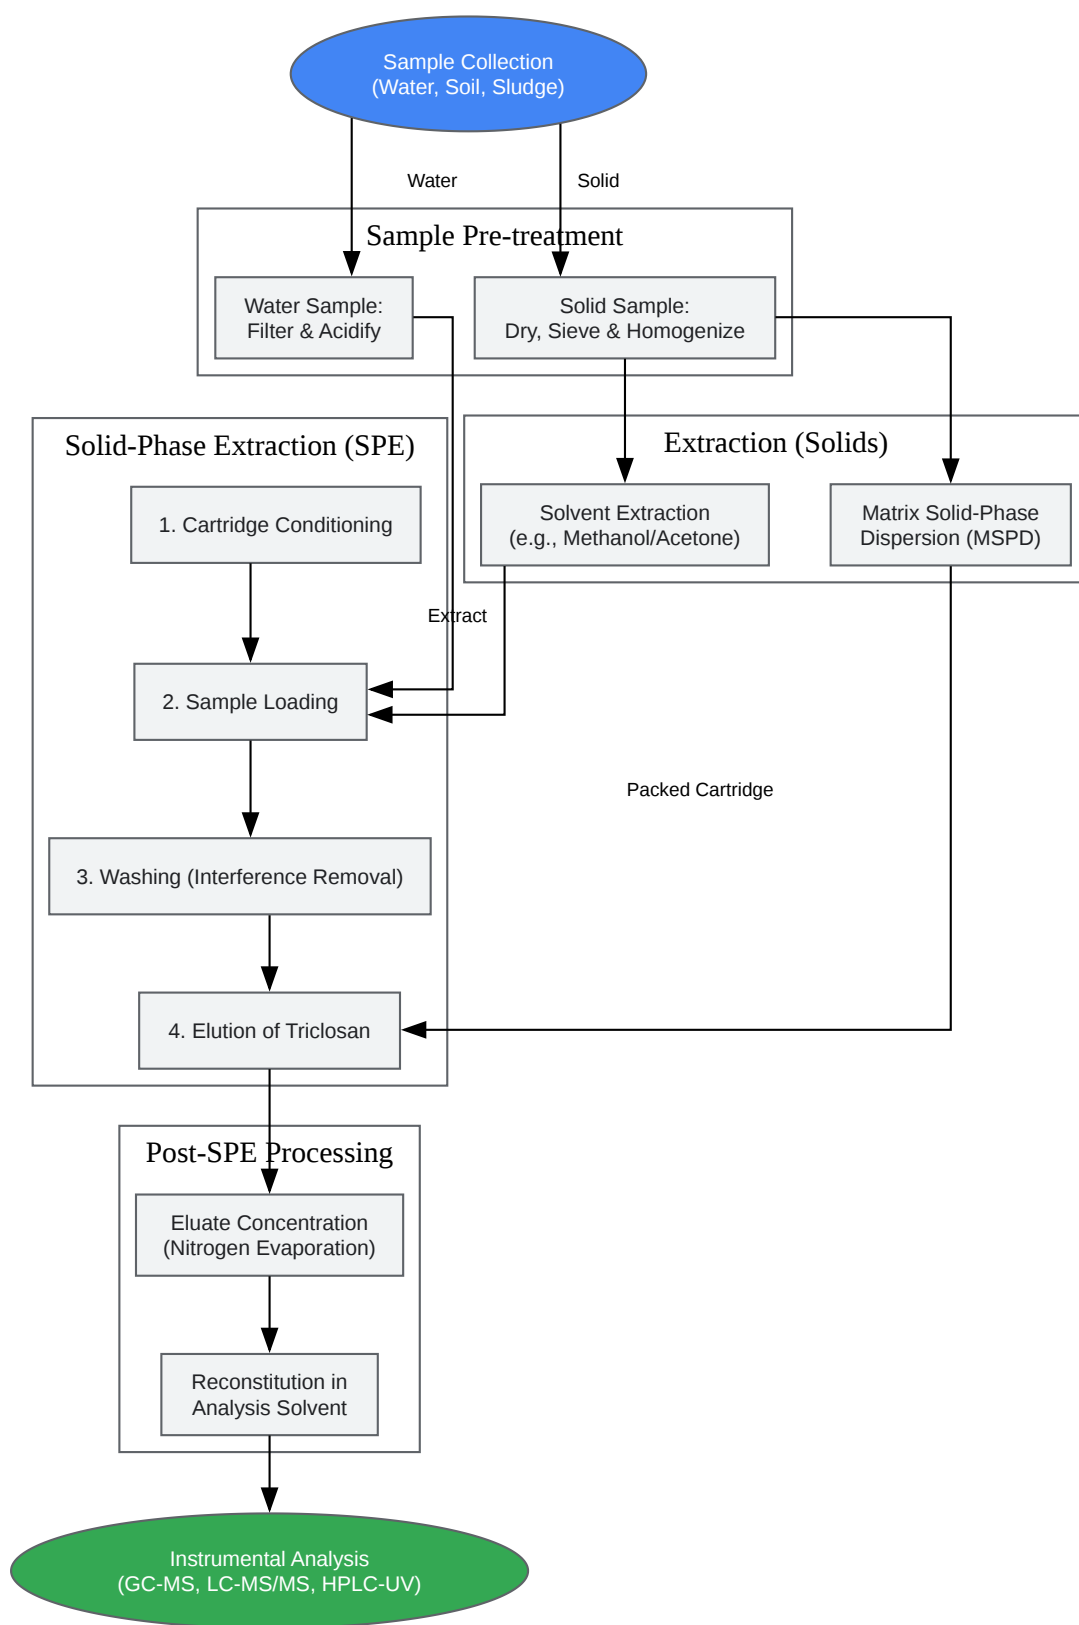 Sample Collection
(Water, Soil, Sludge)
Water
Solid
Sample Pre-treatment
Water Sample:
Filter & Acidify
Solid Sample:
Dry, Sieve & Homogenize
Solid-Phase Extraction (SPE)
Extraction (Solids)
1. Cartridge Conditioning
Solvent Extraction
(e.g., Methanol/Acetone)
Matrix Solid-Phase
Dispersion (MSPD)
Extract
2. Sample Loading
Packed Cartridge
3. Washing (Interference Removal)
4. Elution of Triclosan
Post-SPE Processing
Eluate Concentration
(Nitrogen Evaporation)
Reconstitution in
Analysis Solvent
Instrumental Analysis
(GC-MS, LC-MS/MS, HPLC-UV)